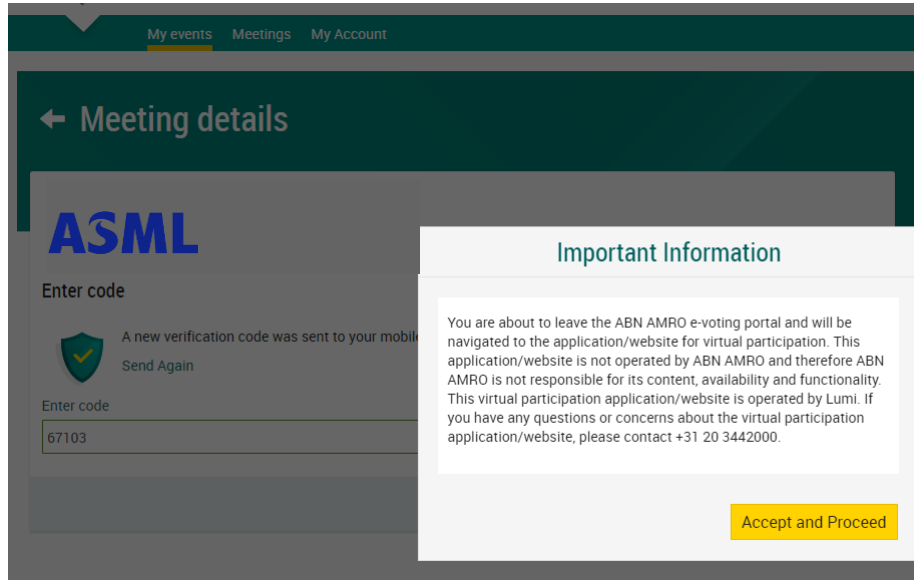 My events Meetings My Account
Meeting details
ASML
Enter code
A new verification code was sent to your mobile
Send Again
Enter code
67103
Important Information
You are about to leave the ABN AMRO e-voting portal and will be
navigated to the application/website for virtual participation. This
application/website is not operated by ABN AMRO and therefore ABN
AMRO is not responsible for its content, availability and functionality.
This virtual participation application/website is operated by Lumi. If
you have any questions or concerns about the virtual participation
application/website, please contact +31 20 3442000.
Accept and Proceed